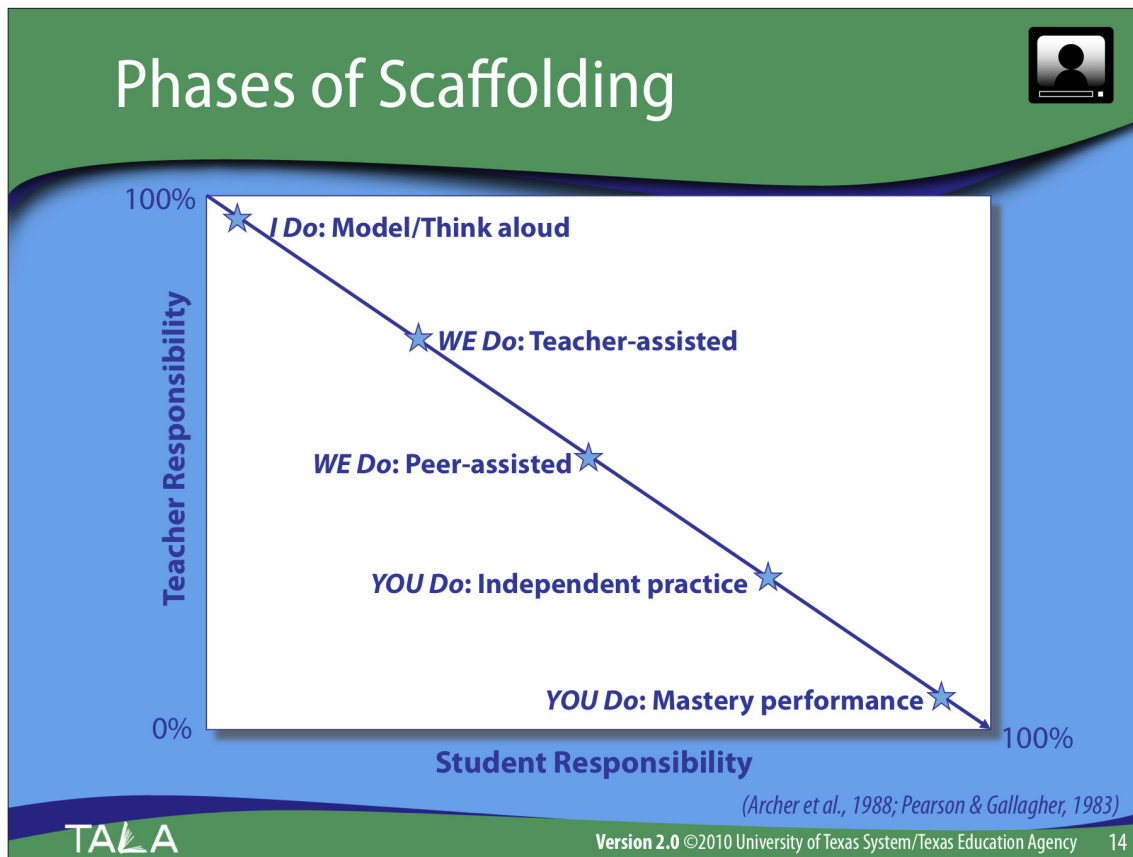 Phases of Scaffolding
100%
I Do: Model/Think aloud
WE Do: Teacher-assisted
Teacher Responsibility
WE Do: Peer-assisted
YOU Do: Independent practice
YOU Do: Mastery performance
0%
100%
Student Responsibility
(Archer et al., 1988; Pearson & Gallagher, 1983)
TALA
Version 2.0 ©2010 University of Texas System/Texas Education Agency 14